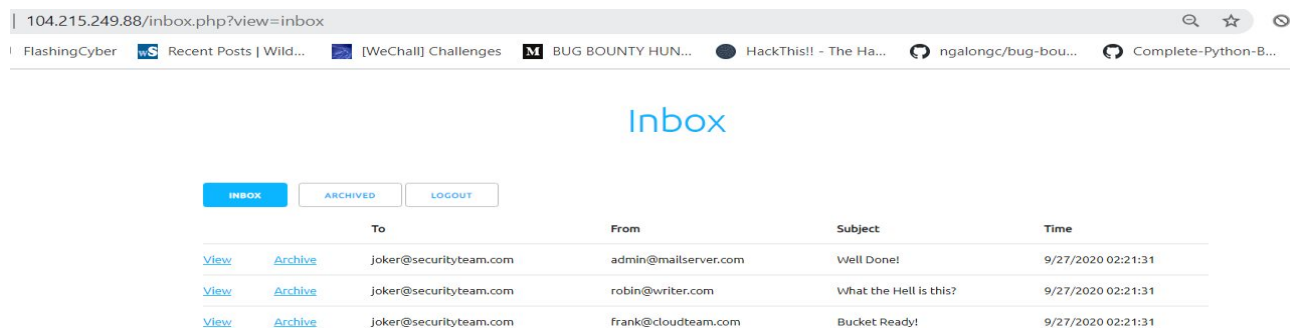 104.215.249.88/inbox.php?view=inbox
FlashingCyber wS Recent Posts | Wild... [WeChall] Challenges M BUG BOUNTY HUN... HackThis!! - The Ha... ngalongc/bug-bou... Complete-Python-B...
Inbox
INBOX ARCHIVED LOGOUT
To From Subject Time
View Archive joker@securityteam.com admin@mailserver.com Well Done! 9/27/2020 02:21:31
View Archive joker@securityteam.com robin@writer.com What the Hell is this? 9/27/2020 02:21:31
View Archive joker@securityteam.com frank@cloudteam.com Bucket Ready! 9/27/2020 02:21:31